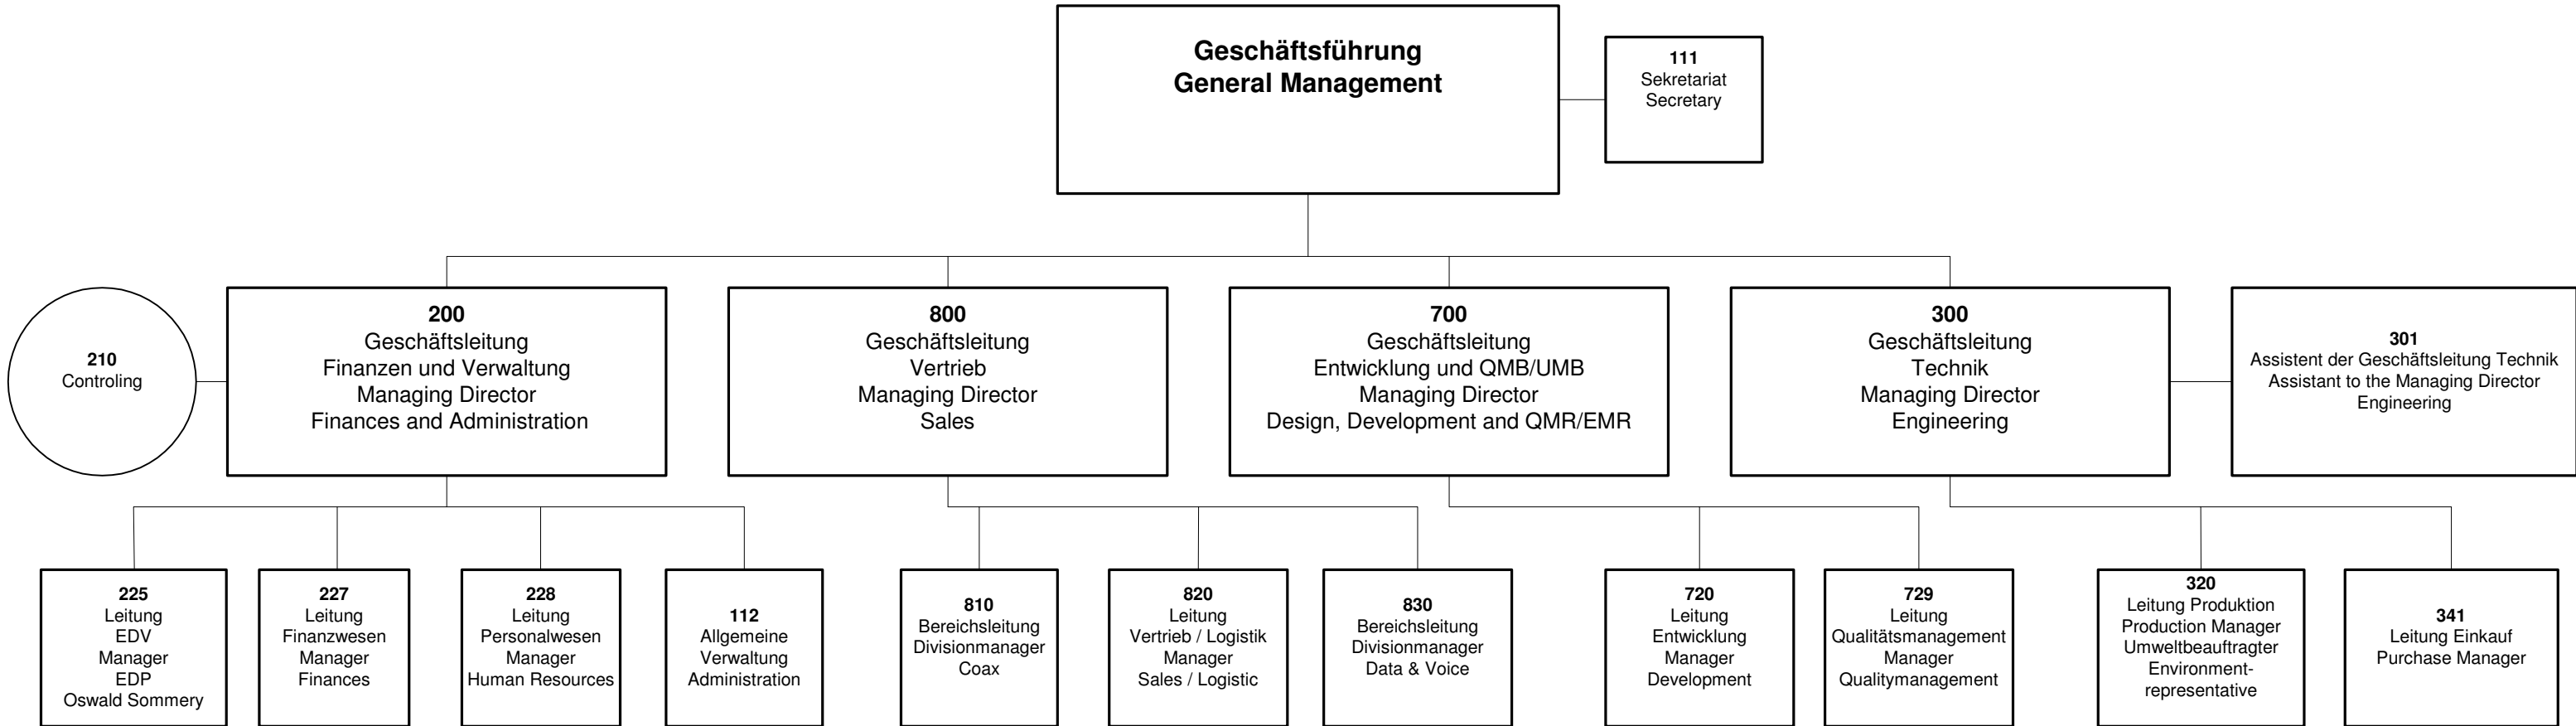 Geschäftsführung
General Management
111
Sekretariat
Secretary
210
Controling
200
Geschäftsleitung
Finanzen und Verwaltung
Managing Director
Finances and Administration
800
Geschäftsleitung
Vertrieb
Managing Director
Sales
700
Geschäftsleitung
Entwicklung und QMB/UMB
Managing Director
Design, Development and QMR/EMR
300
Geschäftsleitung
Technik
Managing Director
Engineering
301
Assistent der Geschäftsleitung Technik
Assistant to the Managing Director
Engineering
225
Leitung
EDV
Manager
EDP
Oswald Sommery
227
Leitung
Finanzwesen
Manager
Finances
228
Leitung
Personalwesen
Manager
Human Resources
112
Allgemeine
Verwaltung
Administration
810
Bereichsleitung
Divisionmanager
Coax
820
Leitung
Vertrieb / Logistik
Manager
Sales / Logistic
830
Bereichsleitung
Divisionmanager
Data & Voice
720
Leitung
Entwicklung
Manager
Development
729
Leitung
Qualitätsmanagement
Manager
Qualitymanagement
320
Leitung Produktion
Production Manager
Umweltbeauftragter
Environment-
representative
341
Leitung Einkauf
Purchase Manager